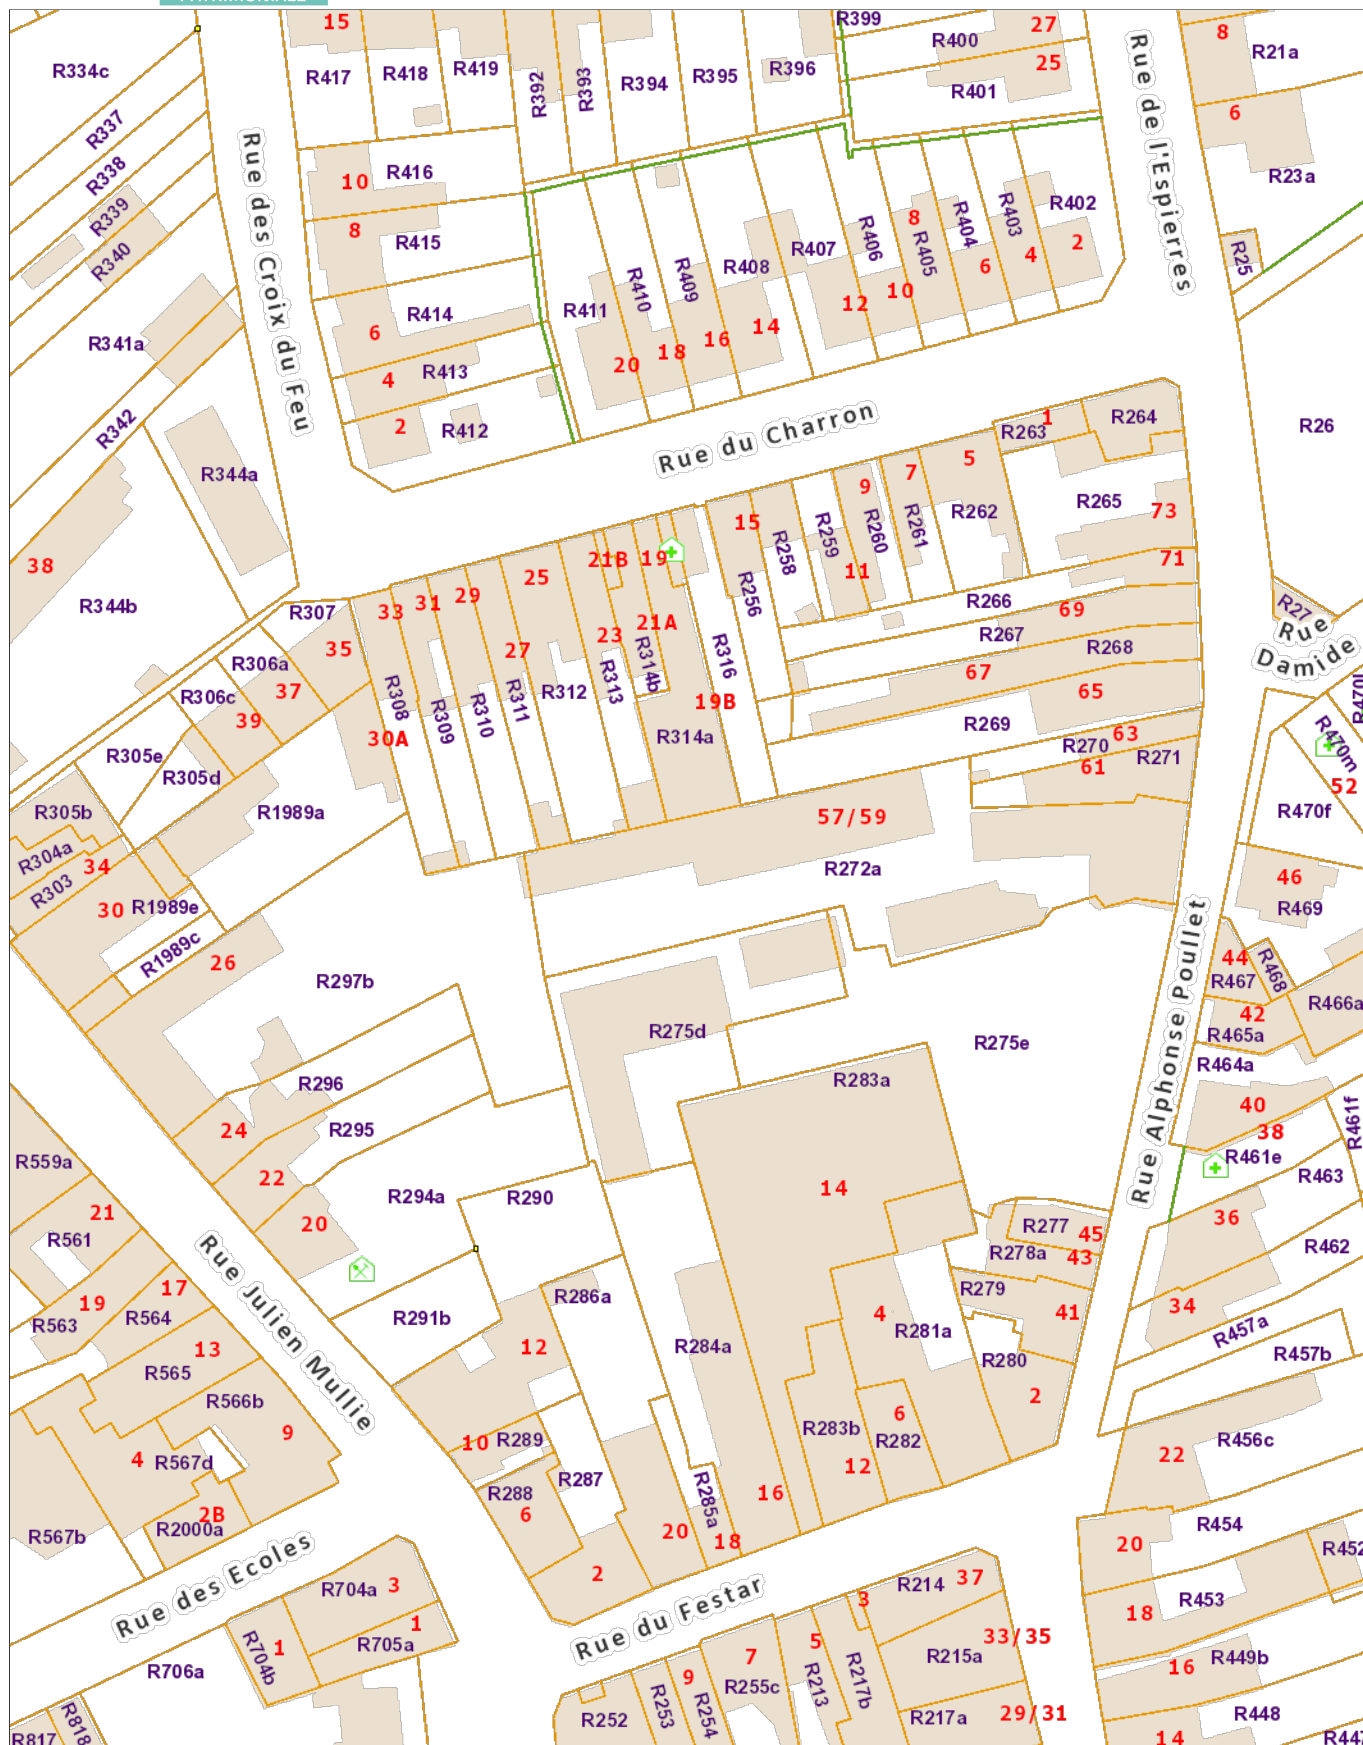 15
R399
27
8
R334c
R417
R418
R419
R392
R393
R394
R395
R396
R400
25
R401
R21a
Rue de l'Espierres
R337
R338
R339
R340
Rue des Croix du Feu
10
R416
6
R23a
8
R415
R411
R410
R409
R408
R407
R406
8
R405
R404
R403
R402
R25
6
R414
12
10
6
4
2
R341a
4
R413
20
18
16
14
R342
2
R412
Rue du Charron
R263
1
R264
R26
R344a
38
R344b
15
R258
R259
9
R260
7
R261
5
R262
R265
73
21B
19
25
29
31
33
R307
R256
11
71
R266
69
R27
Rue
Damide
35
R306a
R306c
37
39
23
21A
27
R314b
R316
R267
R268
67
65
R308
R309
R310
R311
R312
R313
19B
R314a
30A
R269
63
R270
61
R271
R470m
52
R470f
R305e
R305d
R305b
R304a
R303
34
R1989a
57/59
R272a
46
R469
30
R1989e
R1989c
26
R297b
44
R467
R468
R466a
42
R465a
R464a
R275d
R275e
R283a
Rue Alphonse Poullet
R296
24
R295
40
38
R461f
R461e
R463
R559a
22
R294a
R290
14
20
21
R561
R277
45
R278a
43
36
R462
Rue Julien Mullie
17
R564
19
R563
R291b
R286a
R279
41
34
R457a
R457b
13
R565
R566b
9
12
R284a
4
R281a
R280
2
4
R567d
2B
R2000a
R567b
10
R289
R287
R288
6
R283b
6
R282
12
16
R285a
20
18
22
R456c
2
20
R454
18
R453
Rue des Ecoles
R704a
3
1
R705a
R704b
1
R706a
Rue du Festar
R214
37
3
33/35
R215a
5
7
R255c
R213
R217b
R217a
29/31
9
R254
R253
R252
16
R449b
R448
14
R817
R818